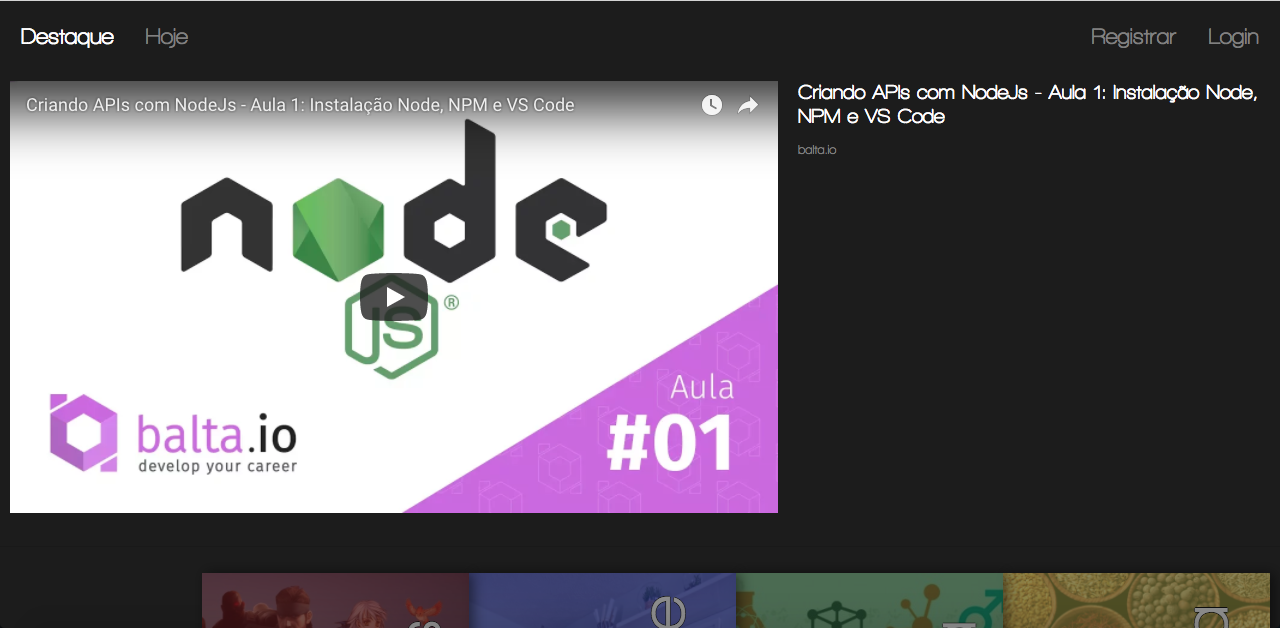 Destaque Hoje Registrar Login
Criando APIs com NodeJs - Aula 1: Instalação Node, NPM e VS Code
node
JS ®
balta.io
develop your career
Aula
#01
Criando APIs com NodeJs - Aula 1: Instalação Node,
NPM e VS Code
balta.io